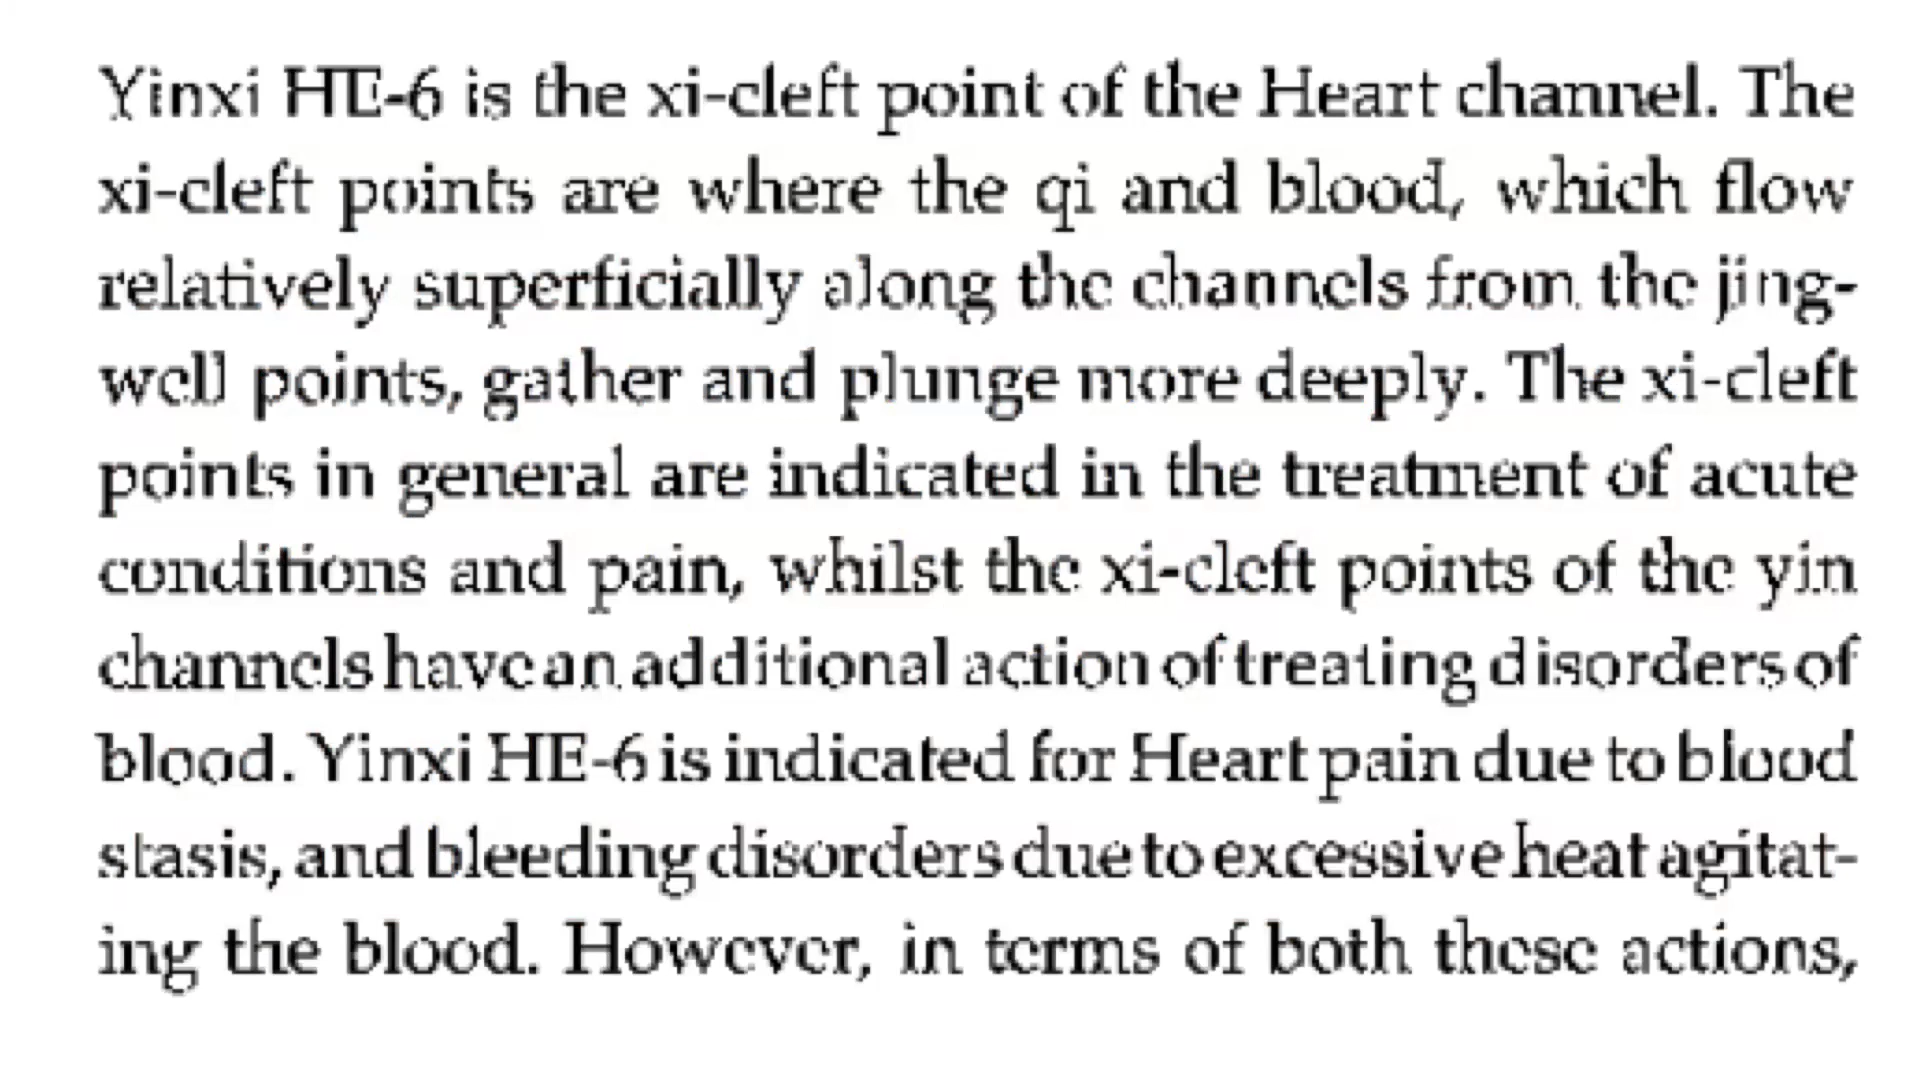 Yinxi HE-6 is the xi-cleft point of the Heart channel. The
xi-cleft points are where the qi and blood, which flow
relatively superficially along the channels from the jing-
well points, gather and plunge more deeply. The xi-cleft
points in general are indicated in the treatment of acute
conditions and pain, whilst the xi-cleft points of the yin
channels have an additional action of treating disorders of
blood. Yinxi HE-6 is indicated for Heart pain due to blood
stasis, and bleeding disorders due to excessive heat agitat-
ing the blood. However, in terms of both these actions,